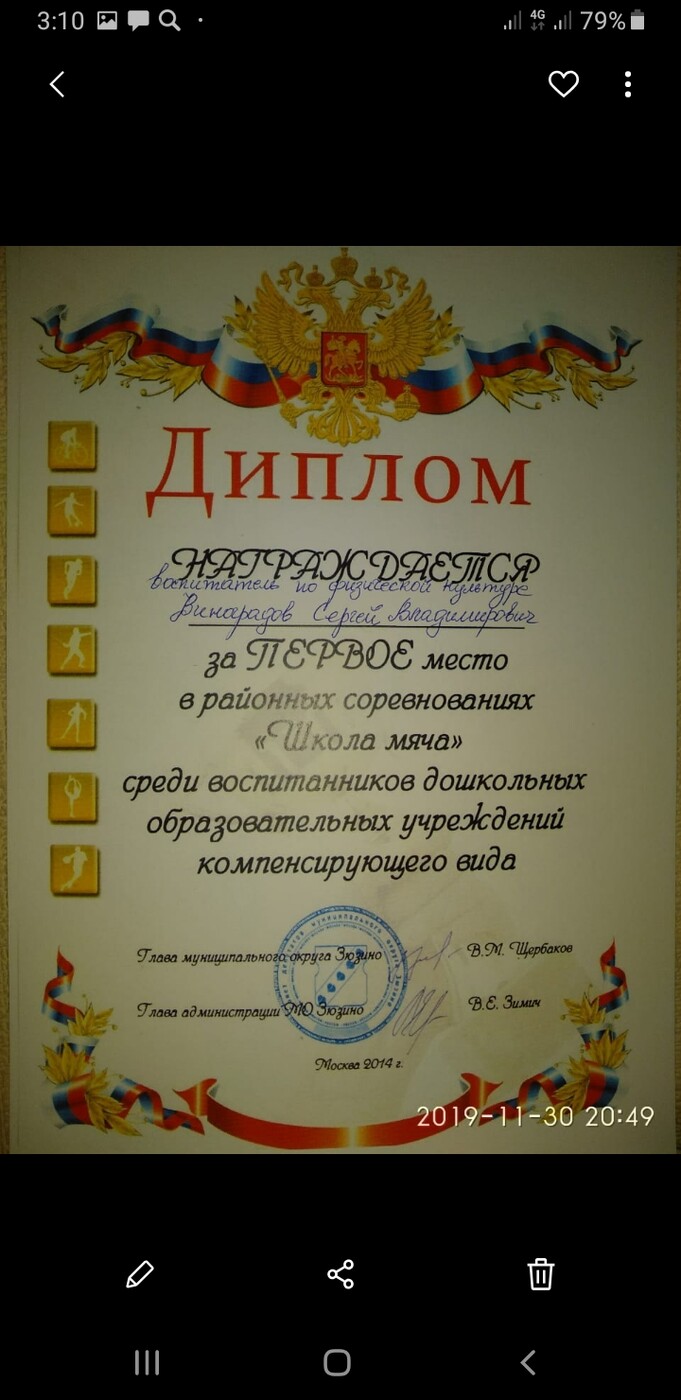 3:10
4G
79%
Диплом
НАГРАЖДАЕТСЯ
воспитатель по физической культуре
Винарадов Сергей Владимирович
за ПЕРВОЕ место
в районных соревнованиях
«Школа мяча»
среди воспитанников дошкольных
образовательных учреждений
компенсирующего вида
Глава муниципального округа Зюзино В.М. Щербаков
Глава администрации МО Зюзино В.Е. Зимич
Москва 2014 г.
2019-11-30 20:49